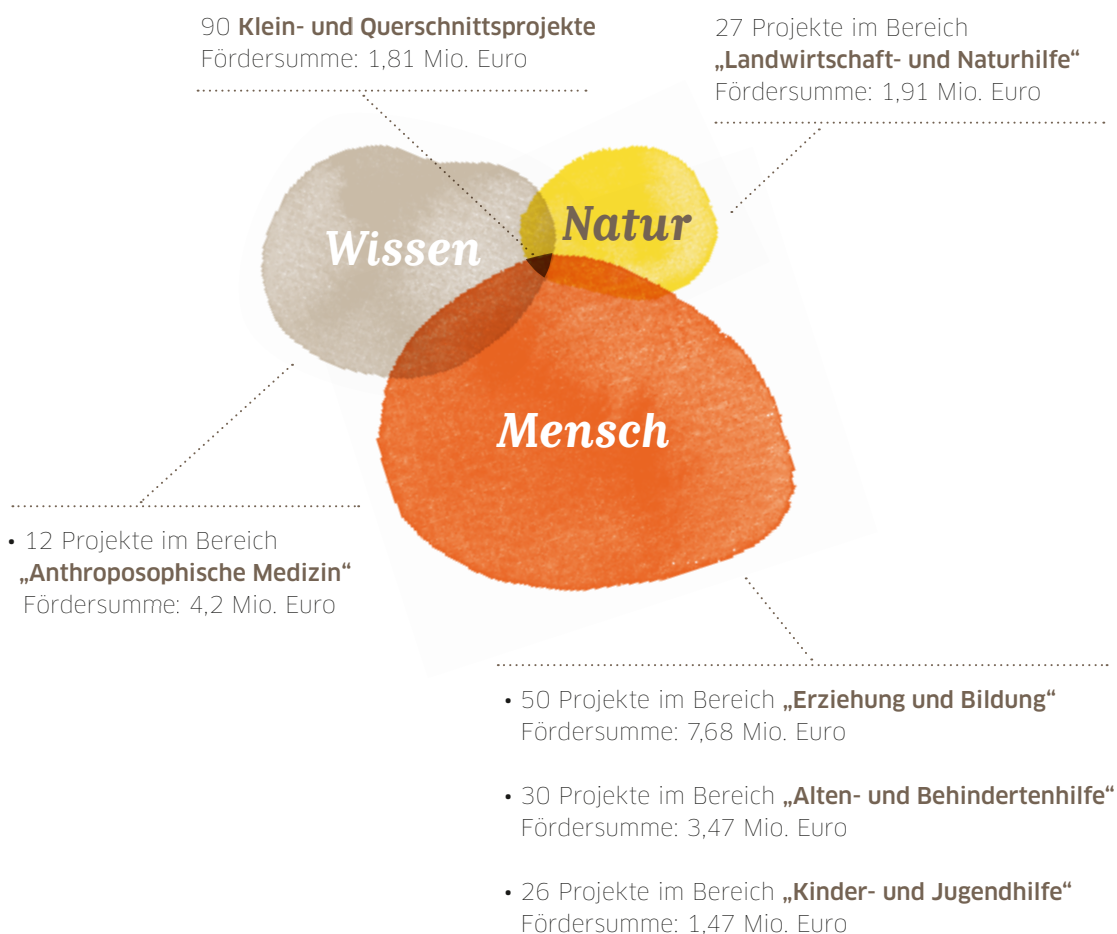 90 Klein- und Querschnittsprojekte
Fördersumme: 1,81 Mio. Euro
27 Projekte im Bereich
„Landwirtschaft- und Naturhilfe“
Fördersumme: 1,91 Mio. Euro
Wissen
Natur
Mensch
• 12 Projekte im Bereich
„Anthroposophische Medizin“
Fördersumme: 4,2 Mio. Euro
• 50 Projekte im Bereich „Erziehung und Bildung“
Fördersumme: 7,68 Mio. Euro
• 30 Projekte im Bereich „Alten- und Behindertenhilfe“
Fördersumme: 3,47 Mio. Euro
• 26 Projekte im Bereich „Kinder- und Jugendhilfe“
Fördersumme: 1,47 Mio. Euro